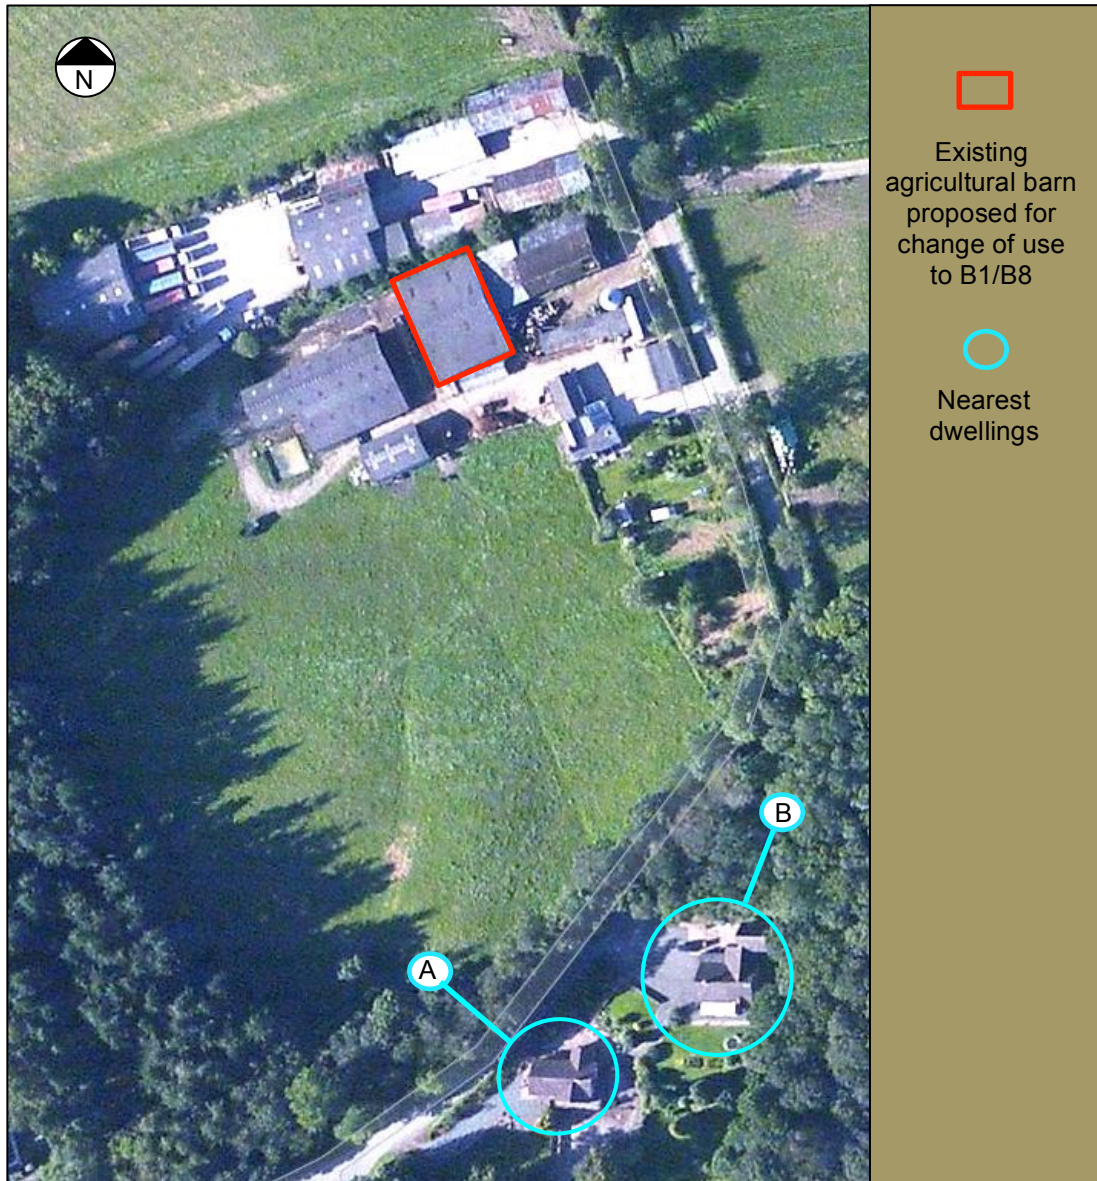 N
Existing
agricultural barn
proposed for
change of use
to B1/B8
Nearest
dwellings
B
A